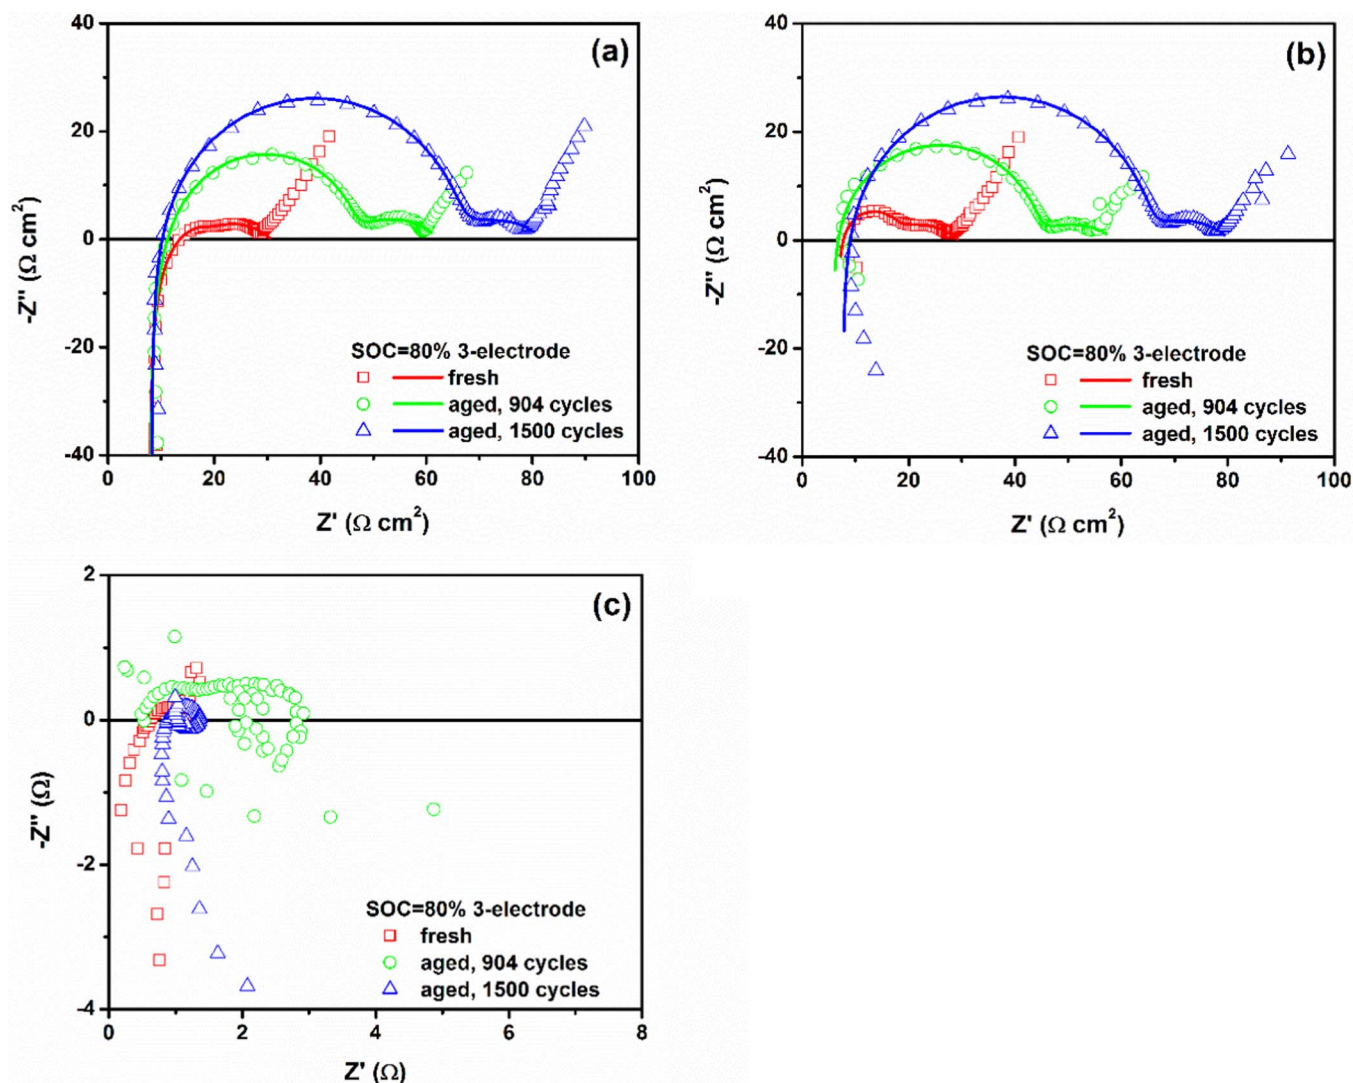 (a)
40
20
0
-20
-40
-Z'' (Ω cm²)
SOC=80% 3-electrode
fresh
aged, 904 cycles
aged, 1500 cycles
0 20 40 60 80 100
Z' (Ω cm²)
(b)
40
20
0
-20
-40
-Z'' (Ω cm²)
SOC=80% 3-electrode
fresh
aged, 904 cycles
aged, 1500 cycles
0 20 40 60 80 100
Z' (Ω cm²)
(c)
2
0
-2
-4
-Z'' (Ω)
SOC=80% 3-electrode
fresh
aged, 904 cycles
aged, 1500 cycles
0 2 4 6 8
Z' (Ω)